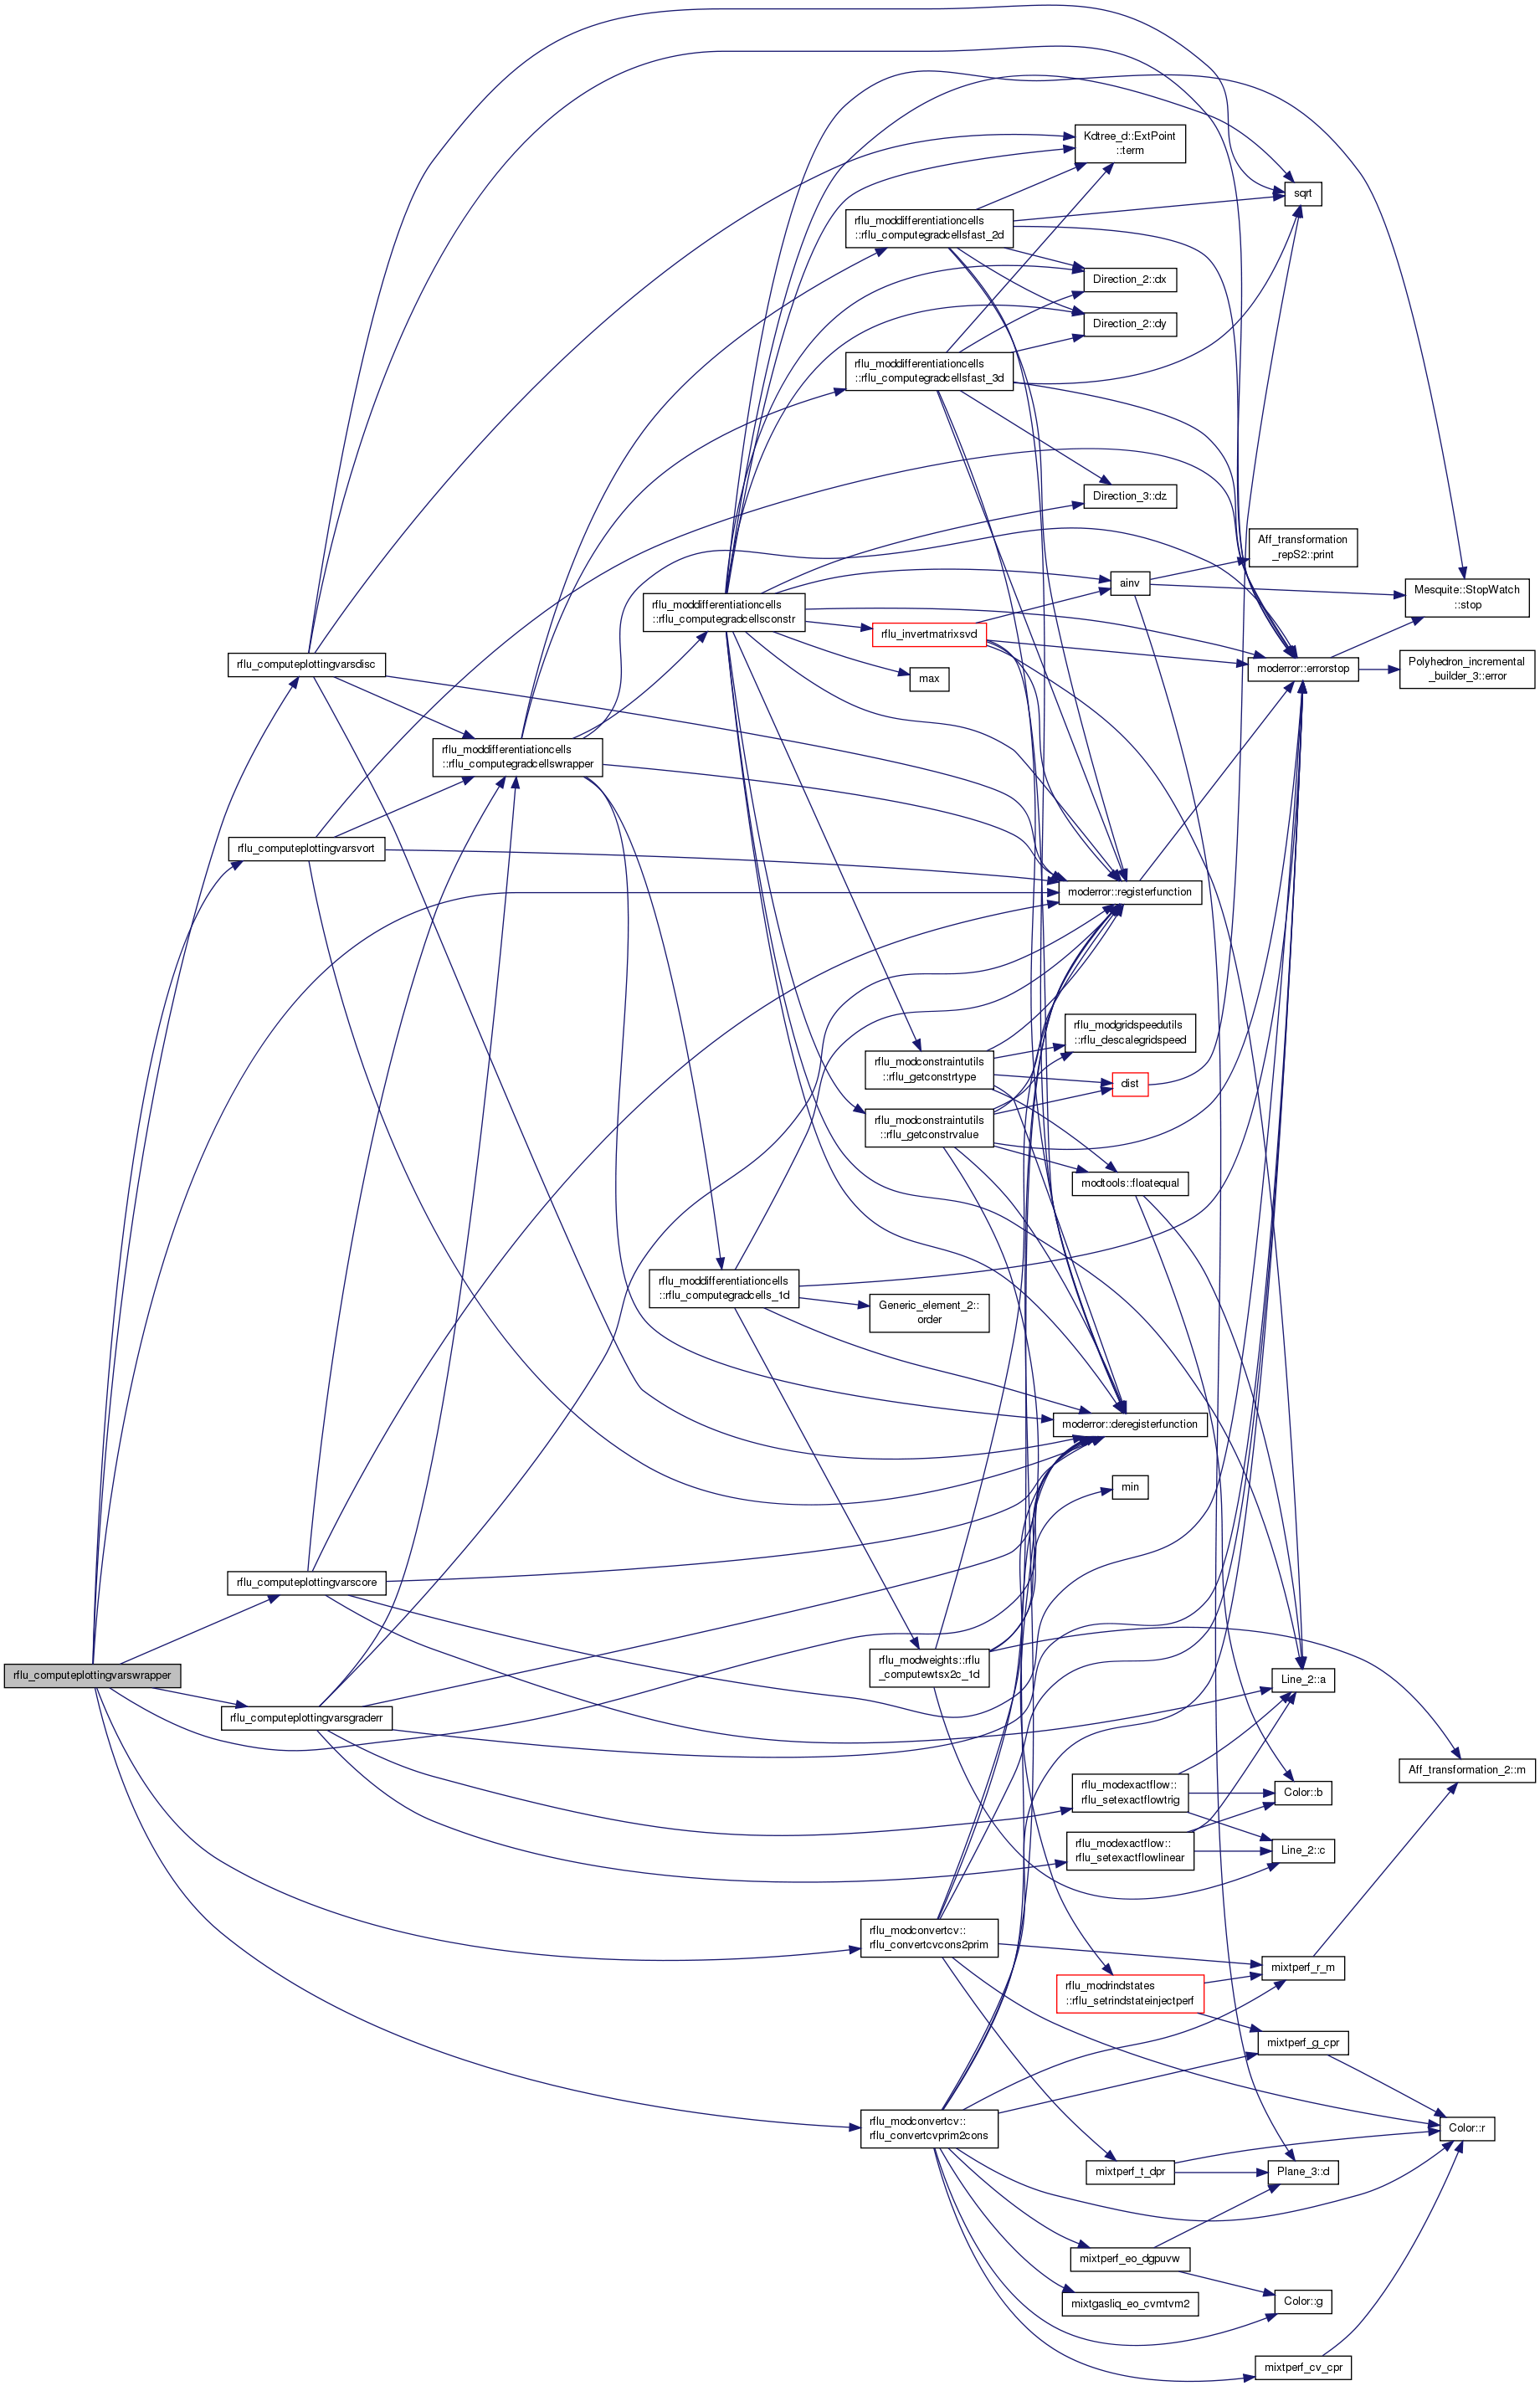 Kdtree_d::ExtPoint
::term
sqrt
rflu_moddifferentiationcells
::rflu_computegradcellsfast_2d
Direction_2::dx
Direction_2::dy
rflu_moddifferentiationcells
::rflu_computegradcellsfast_3d
Direction_3::dz
Aff_transformation
_repS2::print
ainv
Mesquite::StopWatch
::stop
rflu_moddifferentiationcells
::rflu_computegradcellsconstr
rflu_invertmatrixsvd
rflu_computeplottingvarsdisc
max
moderror::errorstop
Polyhedron_incremental
_builder_3::error
rflu_moddifferentiationcells
::rflu_computegradcellswrapper
rflu_computeplottingvarsvort
moderror::registerfunction
rflu_modgridspeedutils
::rflu_descalegridspeed
rflu_modconstraintutils
::rflu_getconstrtype
dist
rflu_modconstraintutils
::rflu_getconstrvalue
modtools::floatequal
rflu_moddifferentiationcells
::rflu_computegradcells_1d
Generic_element_2::
order
moderror::deregisterfunction
min
rflu_computeplottingvarscore
rflu_computeplottingvarswrapper
rflu_modweights::rflu
_computewtsx2c_1d
Line_2::a
rflu_computeplottingvarsgraderr
Aff_transformation_2::m
rflu_modexactflow::
rflu_setexactflowtrig
Color::b
rflu_modexactflow::
rflu_setexactflowlinear
Line_2::c
rflu_modconvertcv::
rflu_convertcvcons2prim
mixtperf_r_m
rflu_modrindstates
::rflu_setrindstateinjectperf
mixtperf_g_cpr
rflu_modconvertcv::
rflu_convertcvprim2cons
Color::r
mixtperf_t_dpr
Plane_3::d
mixtperf_eo_dgpuvw
mixtgasliq_eo_cvmtvm2
Color::g
mixtperf_cv_cpr